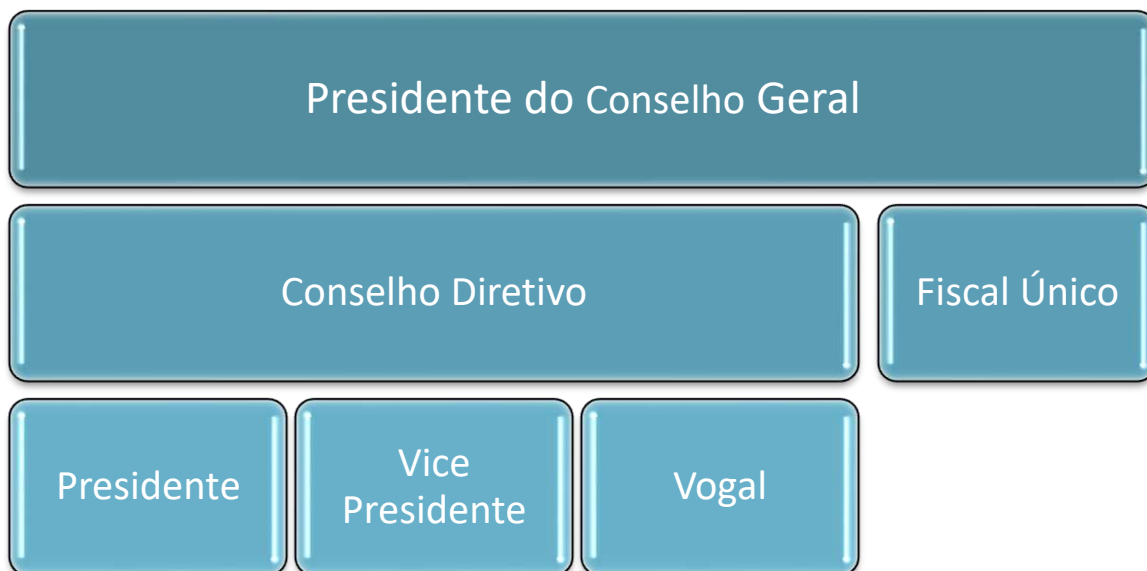 Presidente do Conselho Geral
Conselho Diretivo
Fiscal Único
Presidente
Vice
Presidente
Vogal